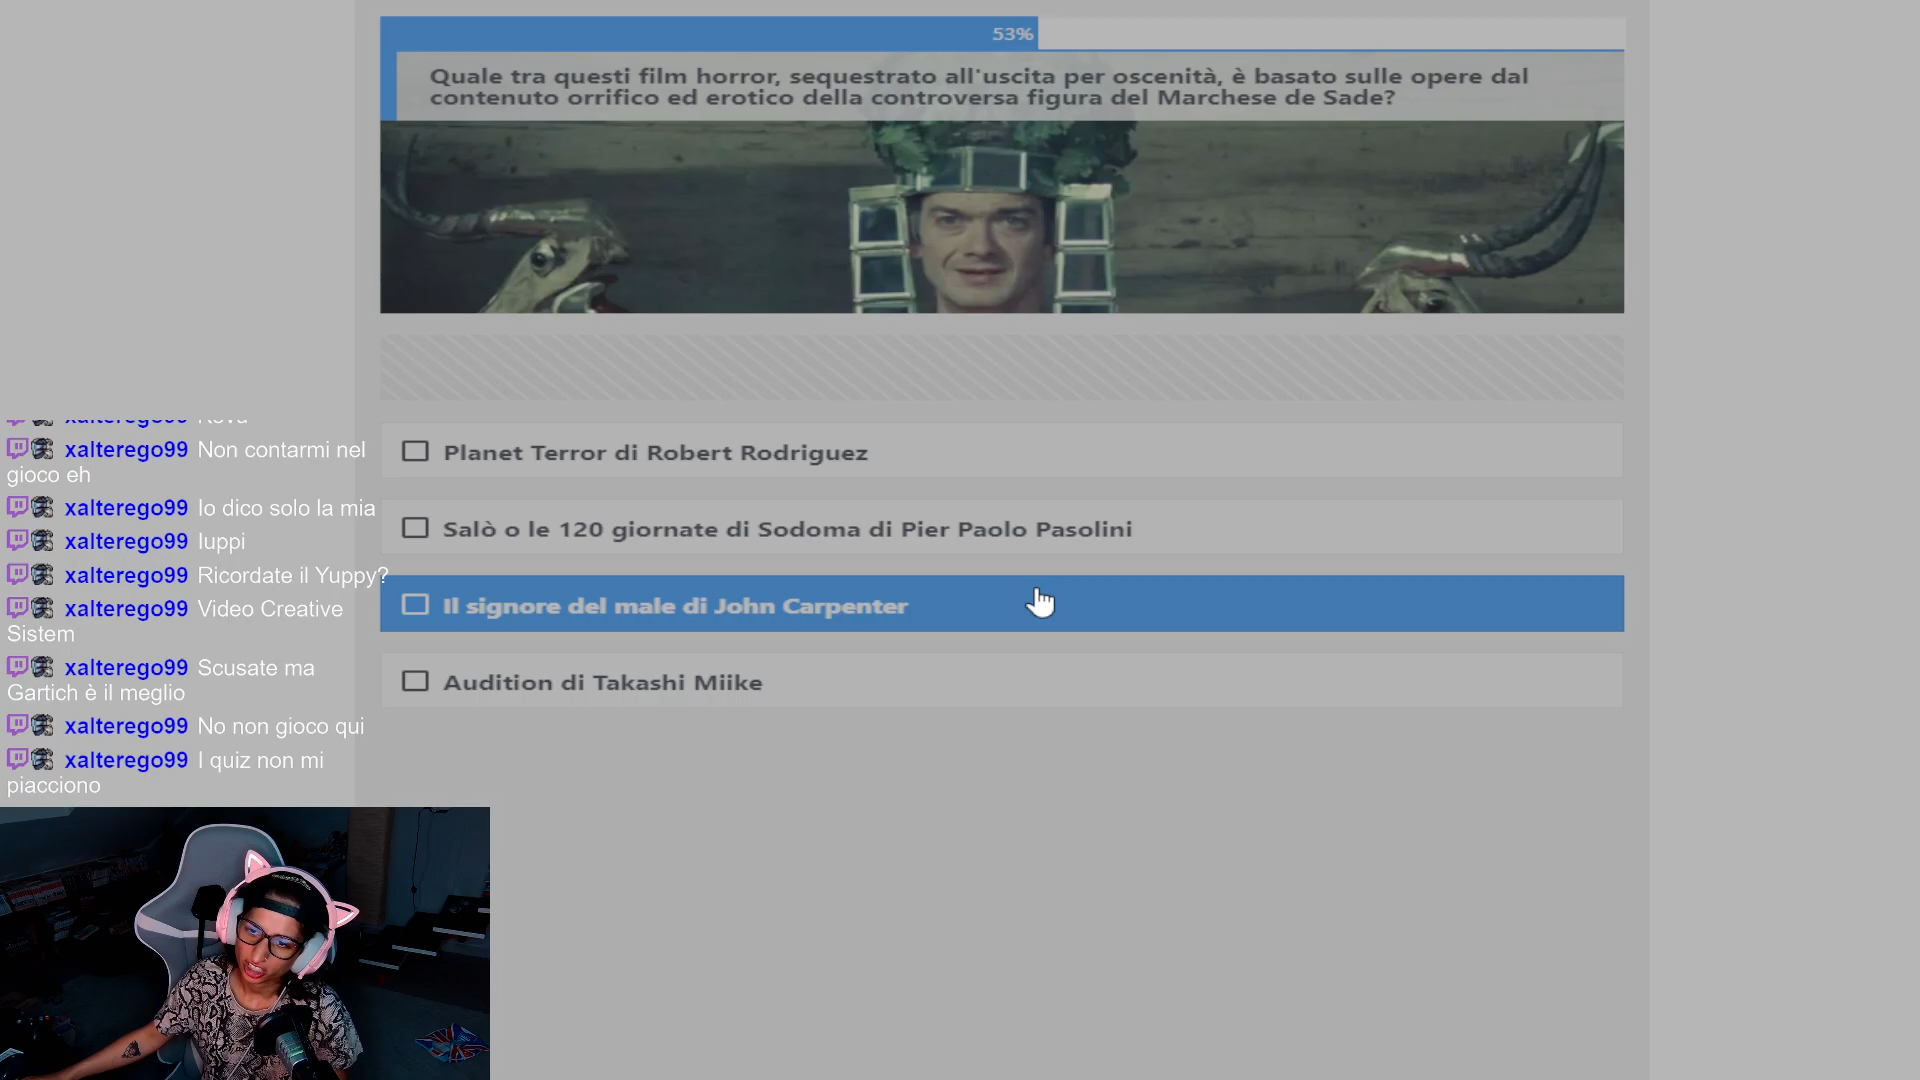 53%
Quale tra questi film horror, sequestrato all'uscita per oscenità, è basato sulle opere dal
contenuto orrifico ed erotico della controversa figura del Marchese de Sade?
Planet Terror di Robert Rodriguez
Salò o le 120 giornate di Sodoma di Pier Paolo Pasolini
Il signore del male di John Carpenter
Audition di Takashi Miike
xalterego99
xalterego99 Non contarmi nel
gioco eh
xalterego99 Io dico solo la mia
xalterego99 Iuppi
xalterego99 Ricordate il Yuppy?
xalterego99 Video Creative
Sistem
xalterego99 Scusate ma
Gartich è il meglio
xalterego99 No non gioco qui
xalterego99 I quiz non mi
piacciono